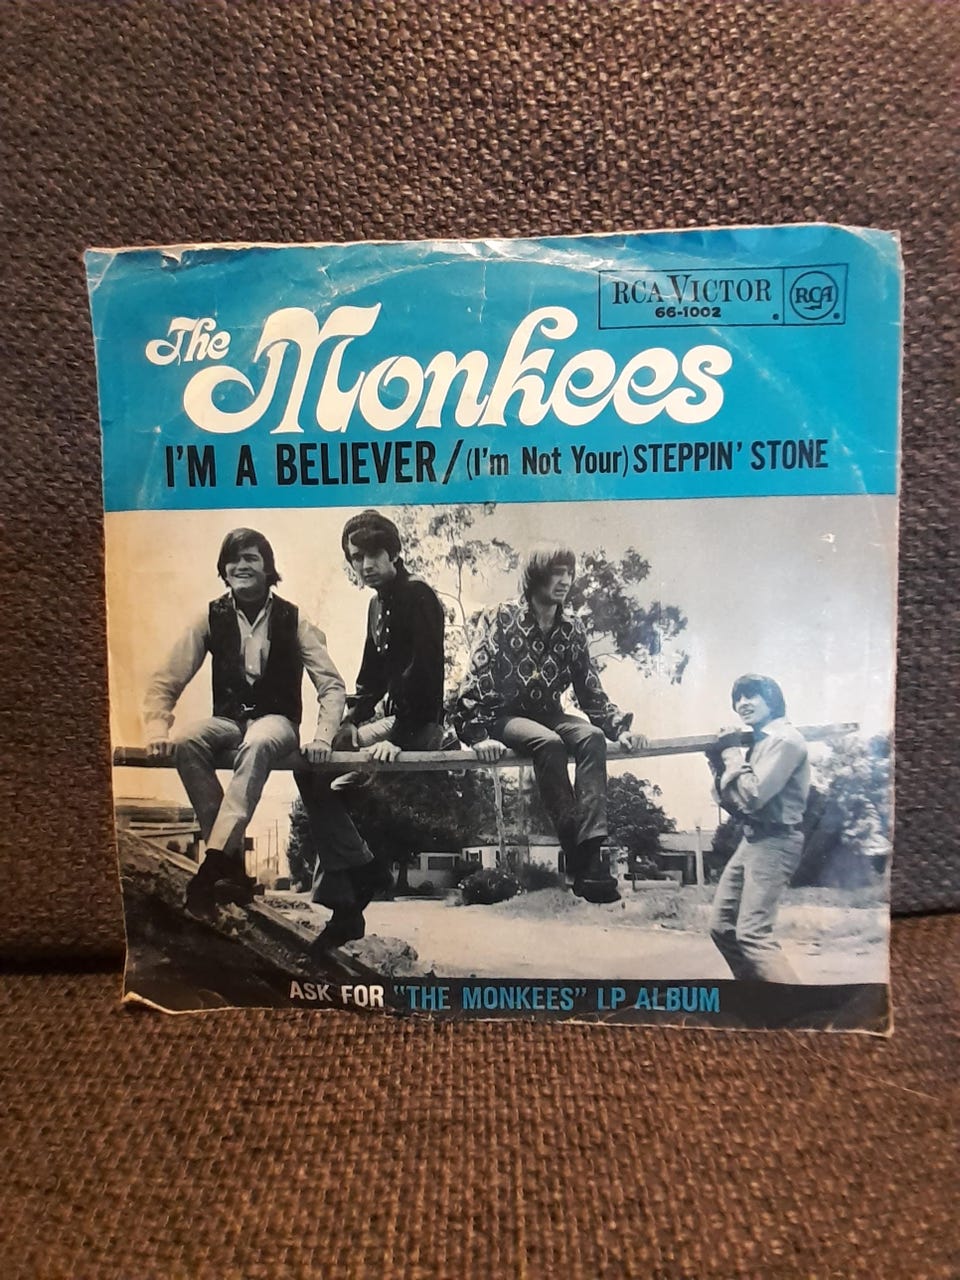 RCA VICTOR
66-1002
RCA
The Monkees
I'M A BELIEVER/(I'm Not Your) STEPPIN' STONE
ASK FOR "THE MONKEES" LP ALBUM